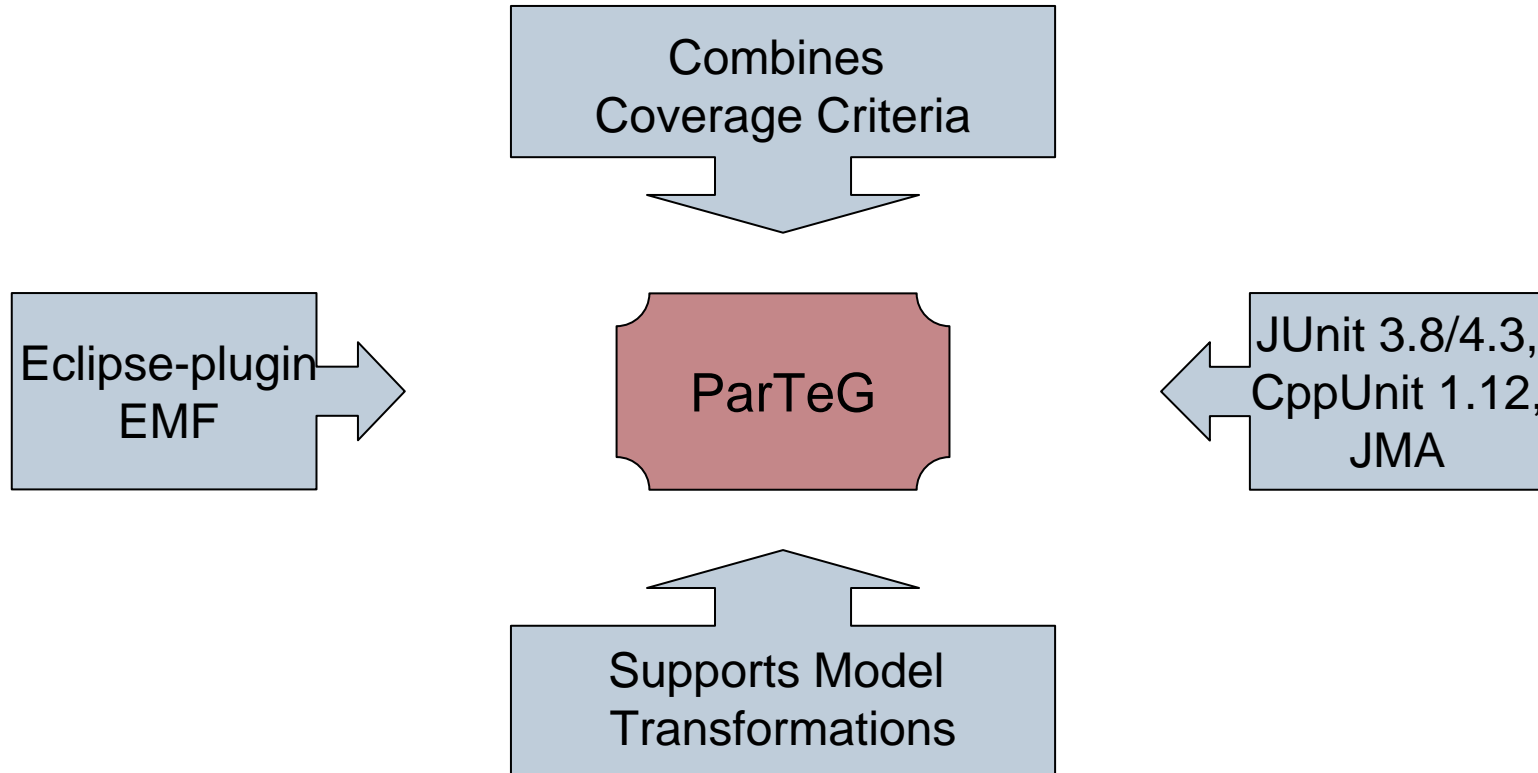 Combines
Coverage Criteria
Eclipse-plugin
EMF
ParTeG
JUnit 3.8/4.3,
CppUnit 1.12,
JMA
Supports Model
Transformations